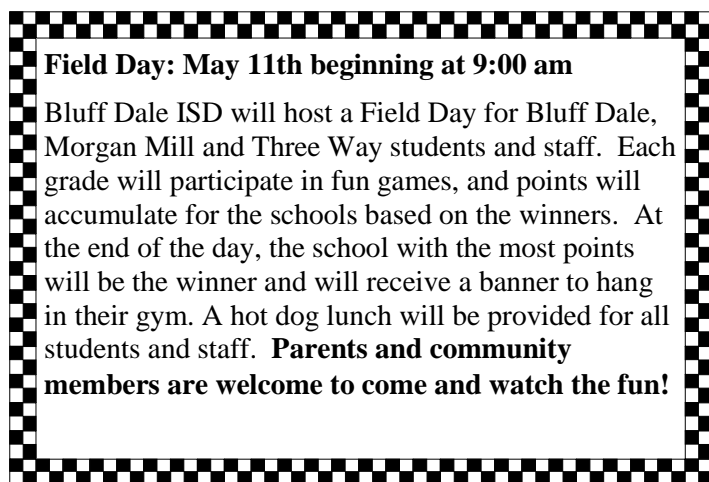 Field Day: May 11th beginning at 9:00 am
Bluff Dale ISD will host a Field Day for Bluff Dale,
Morgan Mill and Three Way students and staff.  Each
grade will participate in fun games, and points will
accumulate for the schools based on the winners.  At
the end of the day, the school with the most points
will be the winner and will receive a banner to hang
in their gym. A hot dog lunch will be provided for all
students and staff.  Parents and community
members are welcome to come and watch the fun!